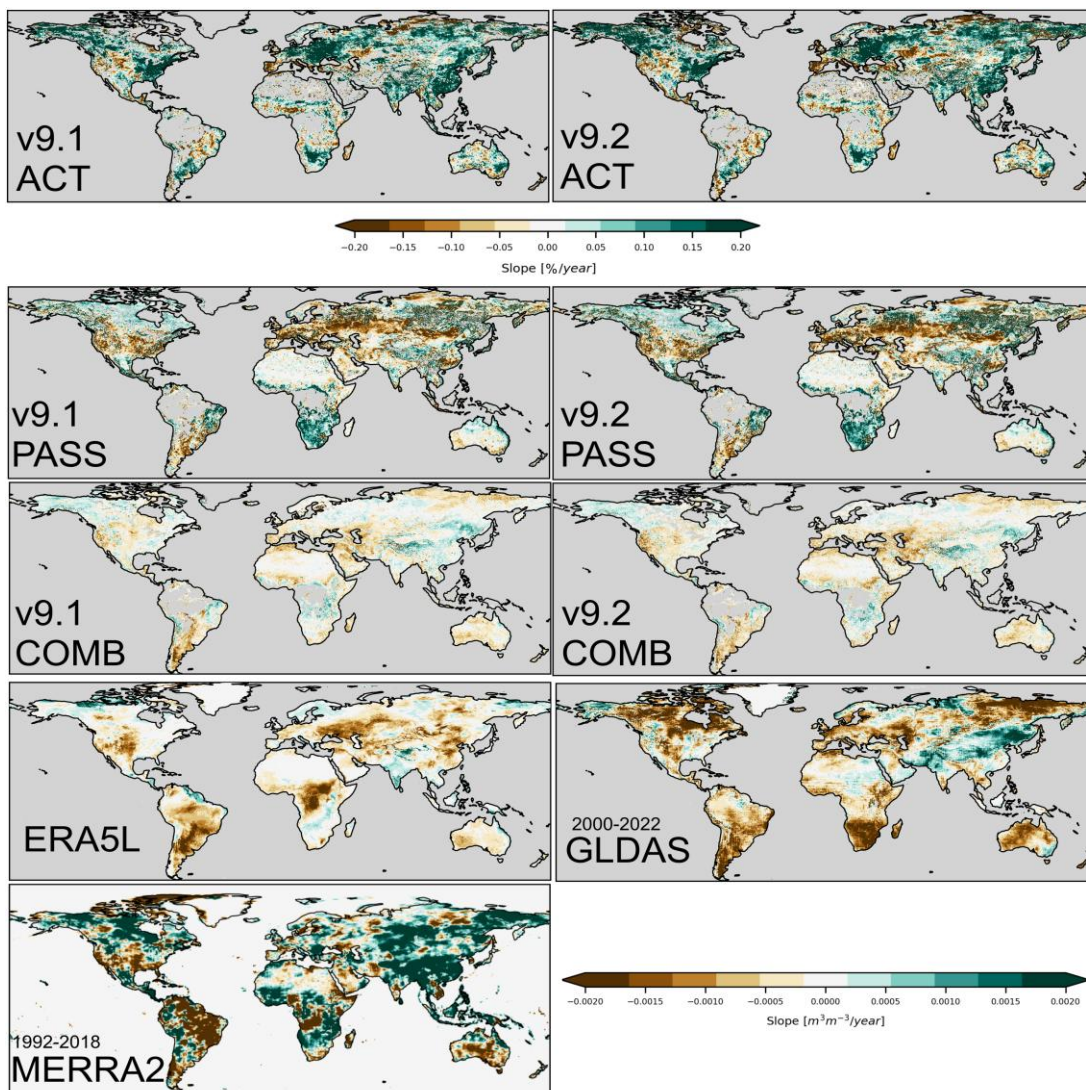 v9.1
ACT
v9.2
ACT
−0.20 −0.15 −0.10 −0.05 0.00 0.05 0.10 0.15 0.20
Slope [%/year]
v9.1
PASS
v9.2
PASS
v9.1
COMB
v9.2
COMB
ERA5L
2000-2022
GLDAS
1992-2018
MERRA2
−0.0020 −0.0015 −0.0010 −0.0005 0.0000 0.0005 0.0010 0.0015 0.0020
Slope [m³m⁻³/year]